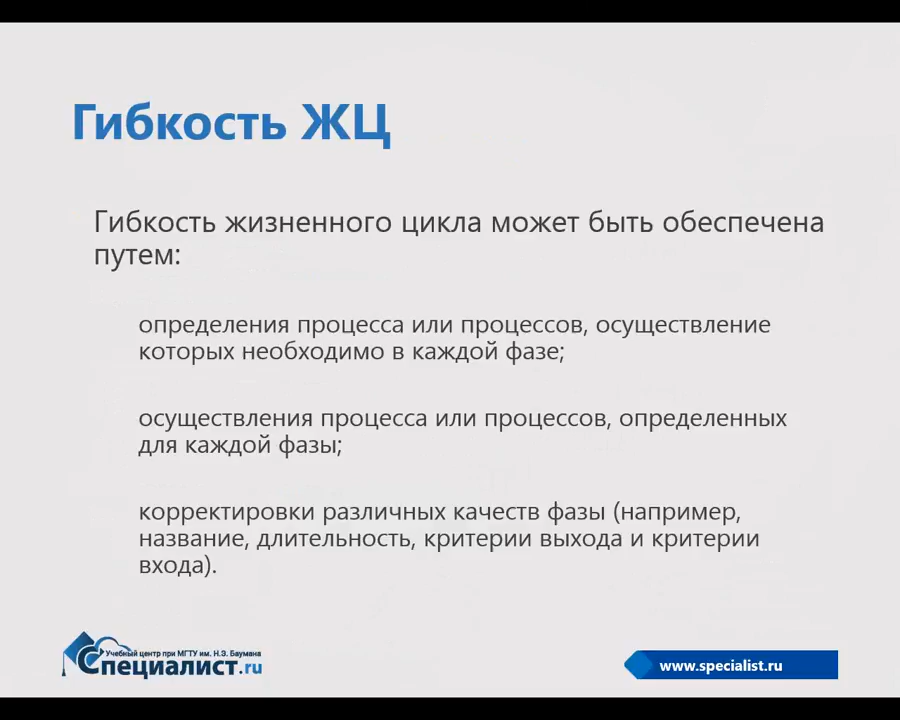 Гибкость ЖЦ
Гибкость жизненного цикла может быть обеспечена
путем:
определения процесса или процессов, осуществление
которых необходимо в каждой фазе;
осуществления процесса или процессов, определенных
для каждой фазы;
корректировки различных качеств фазы (например,
название, длительность, критерии выхода и критерии
входа).
Учебный центр при МГТУ им. Н.Э. Баумана
Специалист.ru
www.specialist.ru